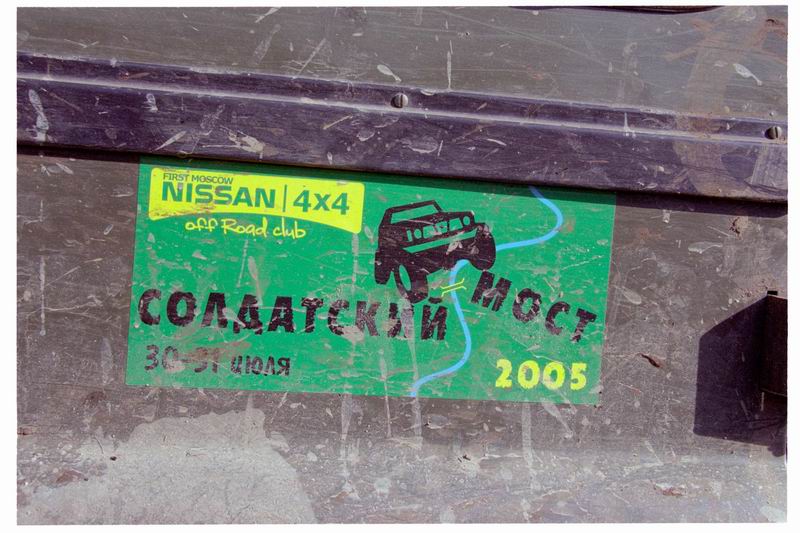 FIRST MOSCOW
NISSAN | 4x4
off Road club
СОЛДАТСКИЙ МОСТ
30-31 июля
2005